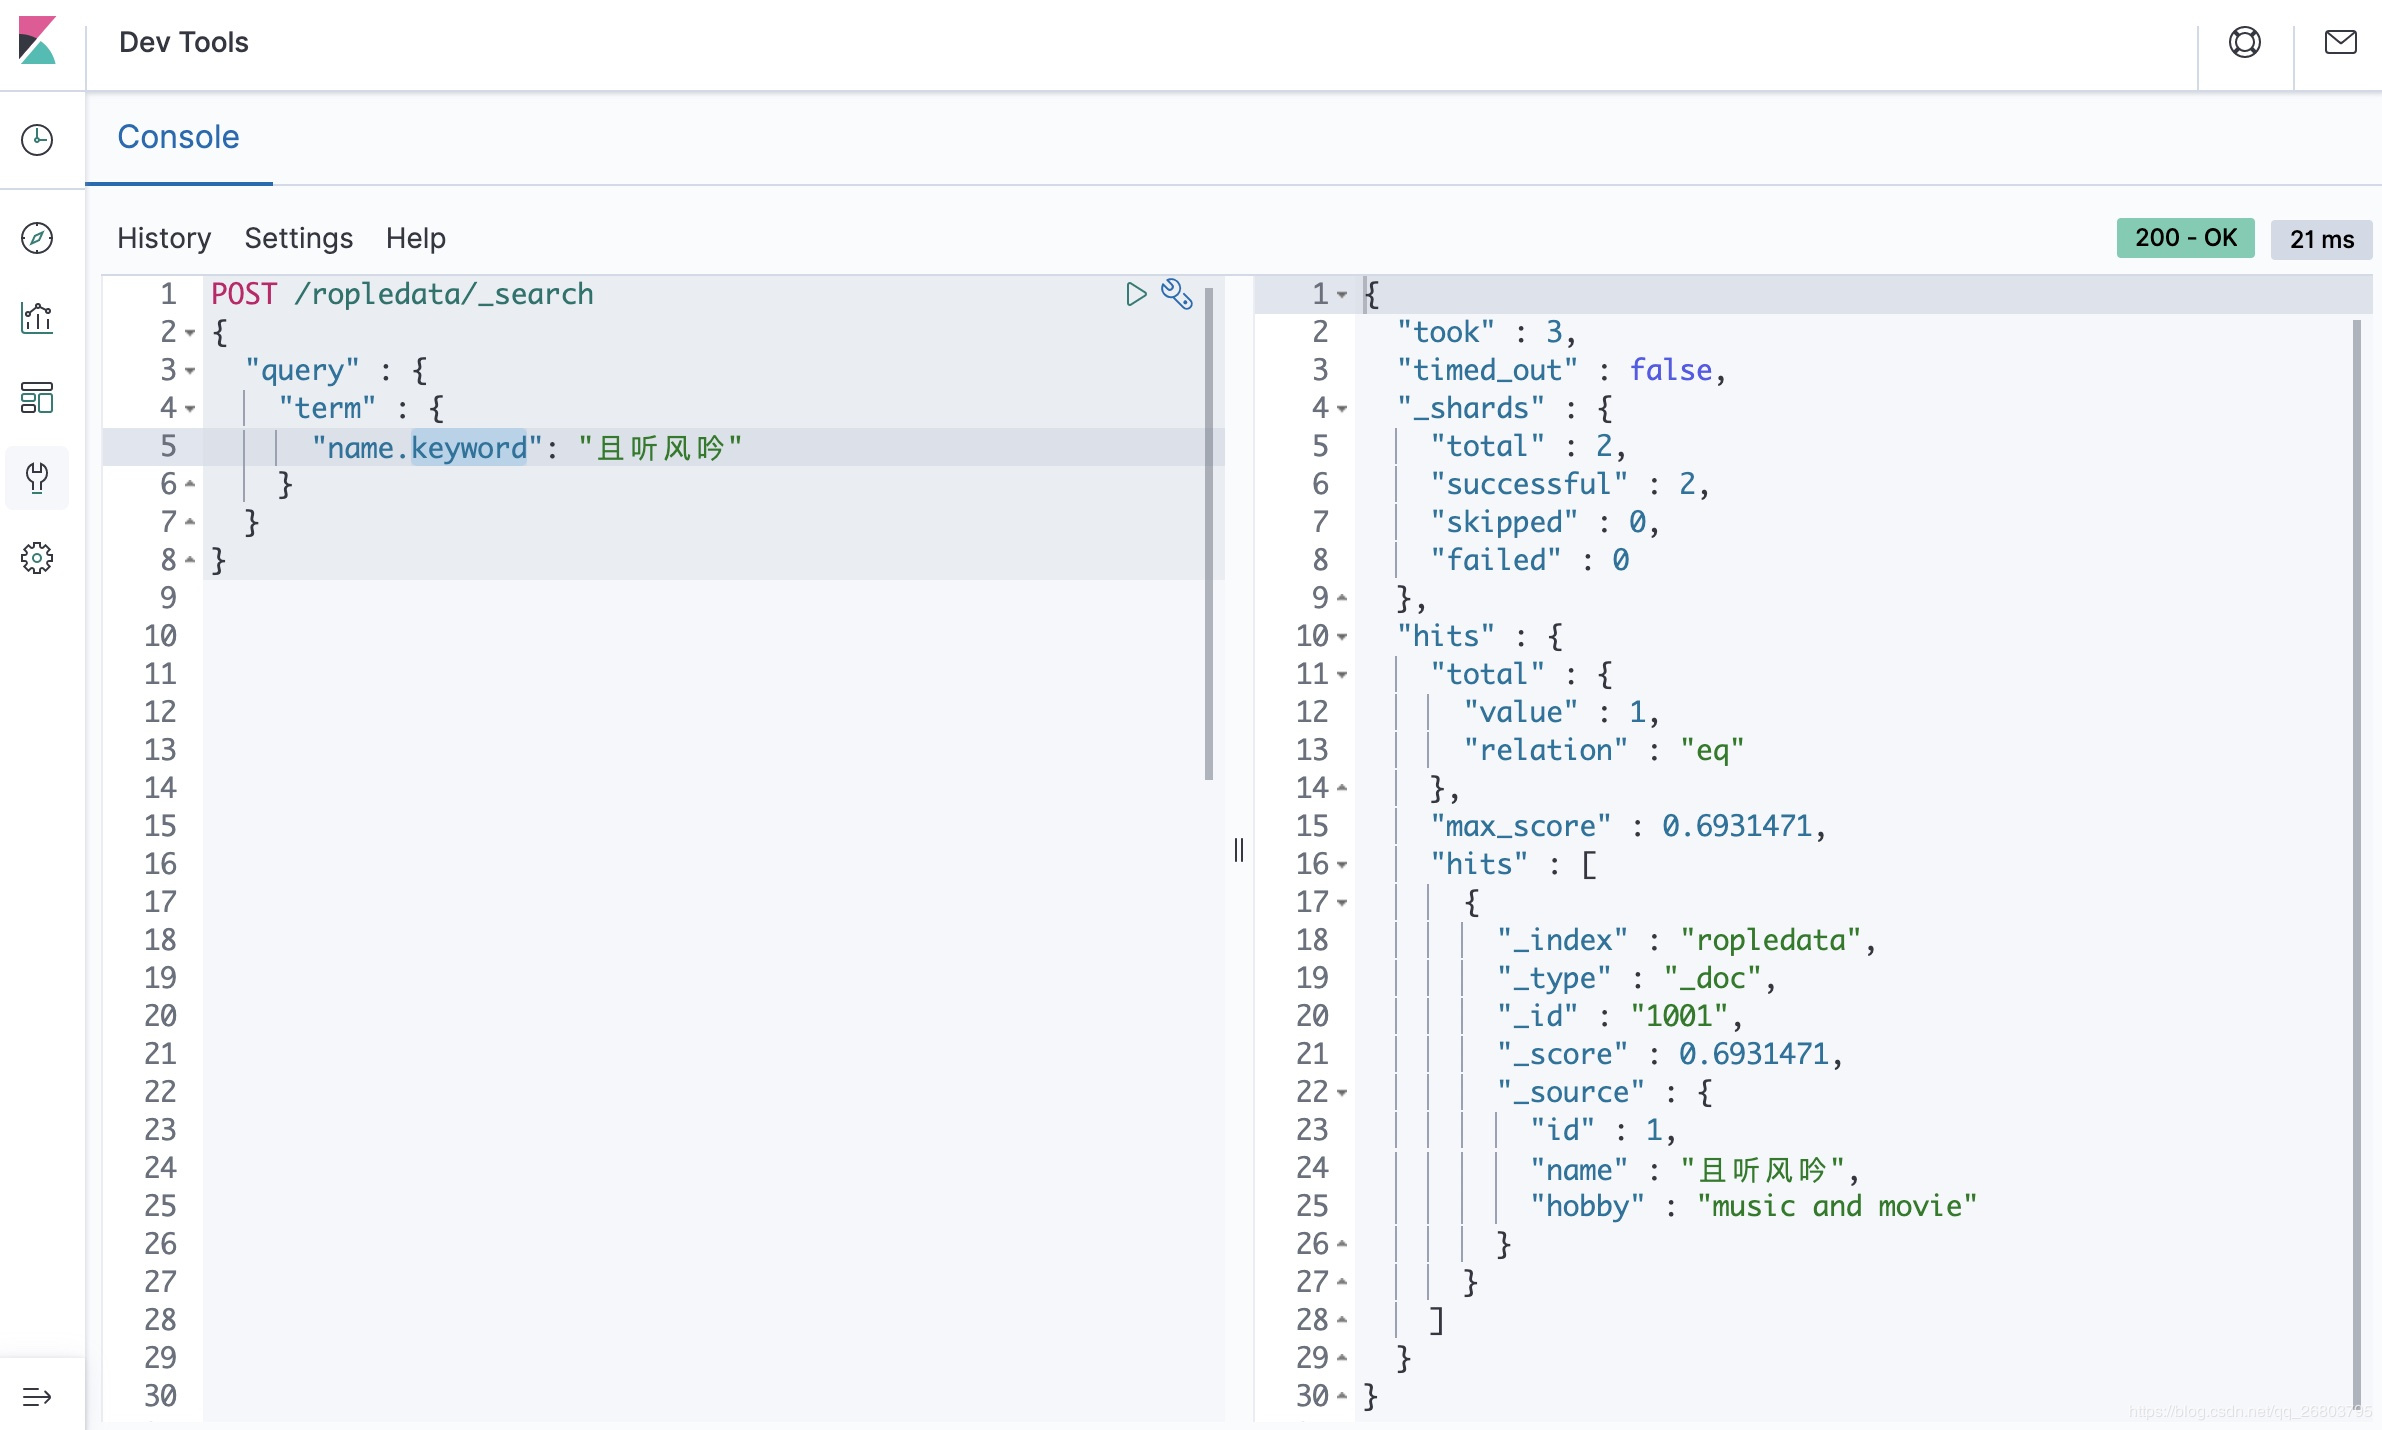 Dev Tools
Console
History Settings Help
200 - OK
21 ms
1 POST /ropledata/_search
2 {
3 "query" : {
4 "term" : {
5 "name.keyword": "且听风吟"
6 }
7 }
8 }
9
10
11
12
13
14
15
16
17
18
19
20
21
22
23
24
25
26
27
28
29
30
1 {
2 "took" : 3,
3 "timed_out" : false,
4 "_shards" : {
5 "total" : 2,
6 "successful" : 2,
7 "skipped" : 0,
8 "failed" : 0
9 },
10 "hits" : {
11 "total" : {
12 "value" : 1,
13 "relation" : "eq"
14 },
15 "max_score" : 0.6931471,
16 "hits" : [
17 {
18 "_index" : "ropledata",
19 "_type" : "_doc",
20 "_id" : "1001",
21 "_score" : 0.6931471,
22 "_source" : {
23 "id" : 1,
24 "name" : "且听风吟",
25 "hobby" : "music and movie"
26 }
27 }
28 ]
29 }
30 }
https://blog.csdn.net/qq_26803795